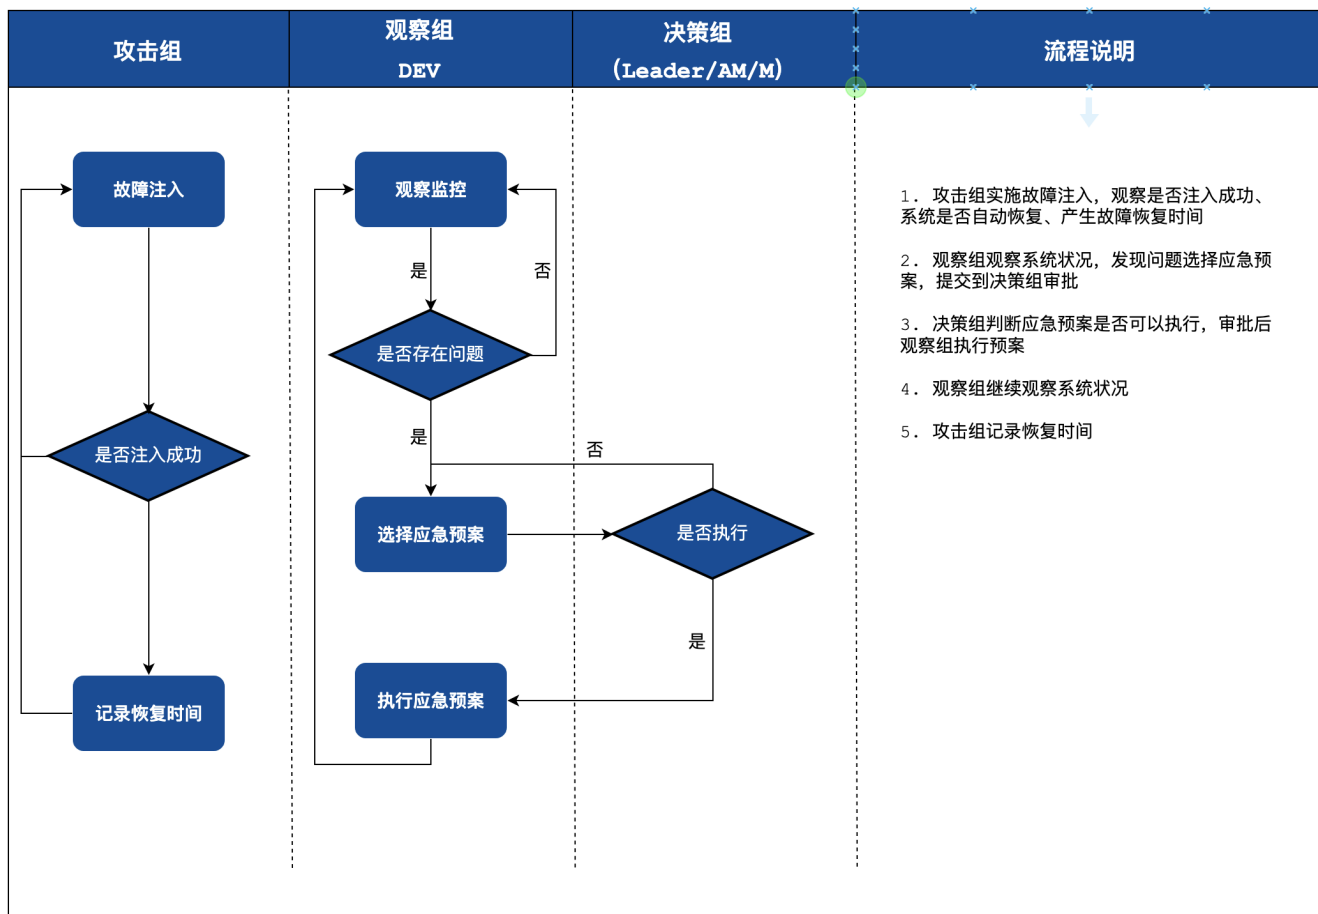 攻击组
观察组
DEV
决策组
(Leader/AM/M)
流程说明
故障注入
是否注入成功
记录恢复时间
观察监控
是
否
是否存在问题
是
否
选择应急预案
是否执行
是
执行应急预案
1. 攻击组实施故障注入，观察是否注入成功、
系统是否自动恢复、产生故障恢复时间
2. 观察组观察系统状况，发现问题选择应急预
案，提交到决策组审批
3. 决策组判断应急预案是否可以执行，审批后
观察组执行预案
4. 观察组继续观察系统状况
5. 攻击组记录恢复时间